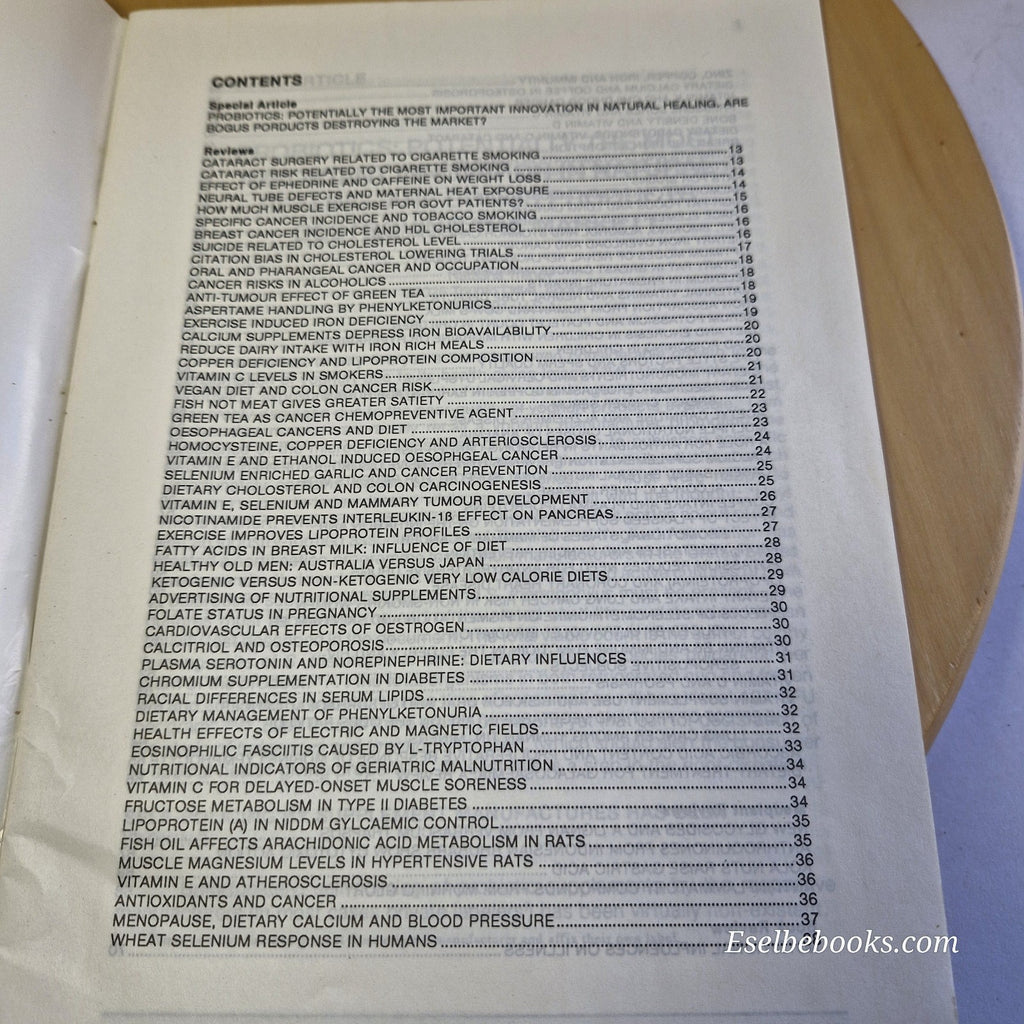 CONTENTS
Special Article
PROBIOTICS: POTENTIALLY THE MOST IMPORTANT INNOVATION IN NATURAL HEALING. ARE
BOGUS PORDUCTS DESTROYING THE MARKET?
Reviews
CATARACT SURGERY RELATED TO CIGARETTE SMOKING ... 13
CATARACT RISK RELATED TO CIGARETTE SMOKING ... 13
EFFECT OF EPHEDRINE AND CAFFEINE ON WEIGHT LOSS ... 14
NEURAL TUBE DEFECTS AND MATERNAL HEAT EXPOSURE ... 14
HOW MUCH MUSCLE EXERCISE FOR GOVT PATIENTS? ... 15
SPECIFIC CANCER INCIDENCE AND TOBACCO SMOKING ... 16
BREAST CANCER INCIDENCE AND HDL CHOLESTEROL ... 16
SUICIDE RELATED TO CHOLESTEROL LEVEL ... 16
CITATION BIAS IN CHOLESTEROL LOWERING TRIALS ... 17
ORAL AND PHARANGEAL CANCER AND OCCUPATION ... 18
CANCER RISKS IN ALCOHOLICS ... 18
ANTI-TUMOUR EFFECT OF GREEN TEA ... 18
ASPERTAME HANDLING BY PHENYLKETONURICS ... 19
EXERCISE INDUCED IRON DEFICIENCY ... 19
CALCIUM SUPPLEMENTS DEPRESS IRON BIOAVAILABILITY ... 20
REDUCE DAIRY INTAKE WITH IRON RICH MEALS ... 20
COPPER DEFICIENCY AND LIPOPROTEIN COMPOSITION ... 20
VITAMIN C LEVELS IN SMOKERS ... 21
VEGAN DIET AND COLON CANCER RISK ... 21
FISH NOT MEAT GIVES GREATER SATIETY ... 22
GREEN TEA AS CANCER CHEMOPREVENTIVE AGENT ... 23
OESOPHAGEAL CANCERS AND DIET ... 23
HOMOCYSTEINE, COPPER DEFICIENCY AND ARTERIOSCLEROSIS ... 24
VITAMIN E AND ETHANOL INDUCED OESOPHGEAL CANCER ... 24
SELENIUM ENRICHED GARLIC AND CANCER PREVENTION ... 25
DIETARY CHOLOSTEROL AND COLON CARCINOGENESIS ... 25
VITAMIN E, SELENIUM AND MAMMARY TUMOUR DEVELOPMENT ... 26
NICOTINAMIDE PREVENTS INTERLEUKIN-1ß EFFECT ON PANCREAS ... 27
EXERCISE IMPROVES LIPOPROTEIN PROFILES ... 27
FATTY ACIDS IN BREAST MILK: INFLUENCE OF DIET ... 28
HEALTHY OLD MEN: AUSTRALIA VERSUS JAPAN ... 28
KETOGENIC VERSUS NON-KETOGENIC VERY LOW CALORIE DIETS ... 29
ADVERTISING OF NUTRITIONAL SUPPLEMENTS ... 29
FOLATE STATUS IN PREGNANCY ... 30
CARDIOVASCULAR EFFECTS OF OESTROGEN ... 30
CALCITRIOL AND OSTEOPOROSIS ... 30
PLASMA SEROTONIN AND NOREPINEPHRINE: DIETARY INFLUENCES ... 31
CHROMIUM SUPPLEMENTATION IN DIABETES ... 31
RACIAL DIFFERENCES IN SERUM LIPIDS ... 32
DIETARY MANAGEMENT OF PHENYLKETONURIA ... 32
HEALTH EFFECTS OF ELECTRIC AND MAGNETIC FIELDS ... 32
EOSINOPHILIC FASCIITIS CAUSED BY L-TRYPTOPHAN ... 33
NUTRITIONAL INDICATORS OF GERIATRIC MALNUTRITION ... 34
VITAMIN C FOR DELAYED-ONSET MUSCLE SORENESS ... 34
FRUCTOSE METABOLISM IN TYPE II DIABETES ... 34
LIPOPROTEIN (A) IN NIDDM GYLCAEMIC CONTROL ... 35
FISH OIL AFFECTS ARACHIDONIC ACID METABOLISM IN RATS ... 35
MUSCLE MAGNESIUM LEVELS IN HYPERTENSIVE RATS ... 36
VITAMIN E AND ATHEROSCLEROSIS ... 36
ANTIOXIDANTS AND CANCER ... 36
MENOPAUSE, DIETARY CALCIUM AND BLOOD PRESSURE ... 37
WHEAT SELENIUM RESPONSE IN HUMANS ...
Eselbebooks.com